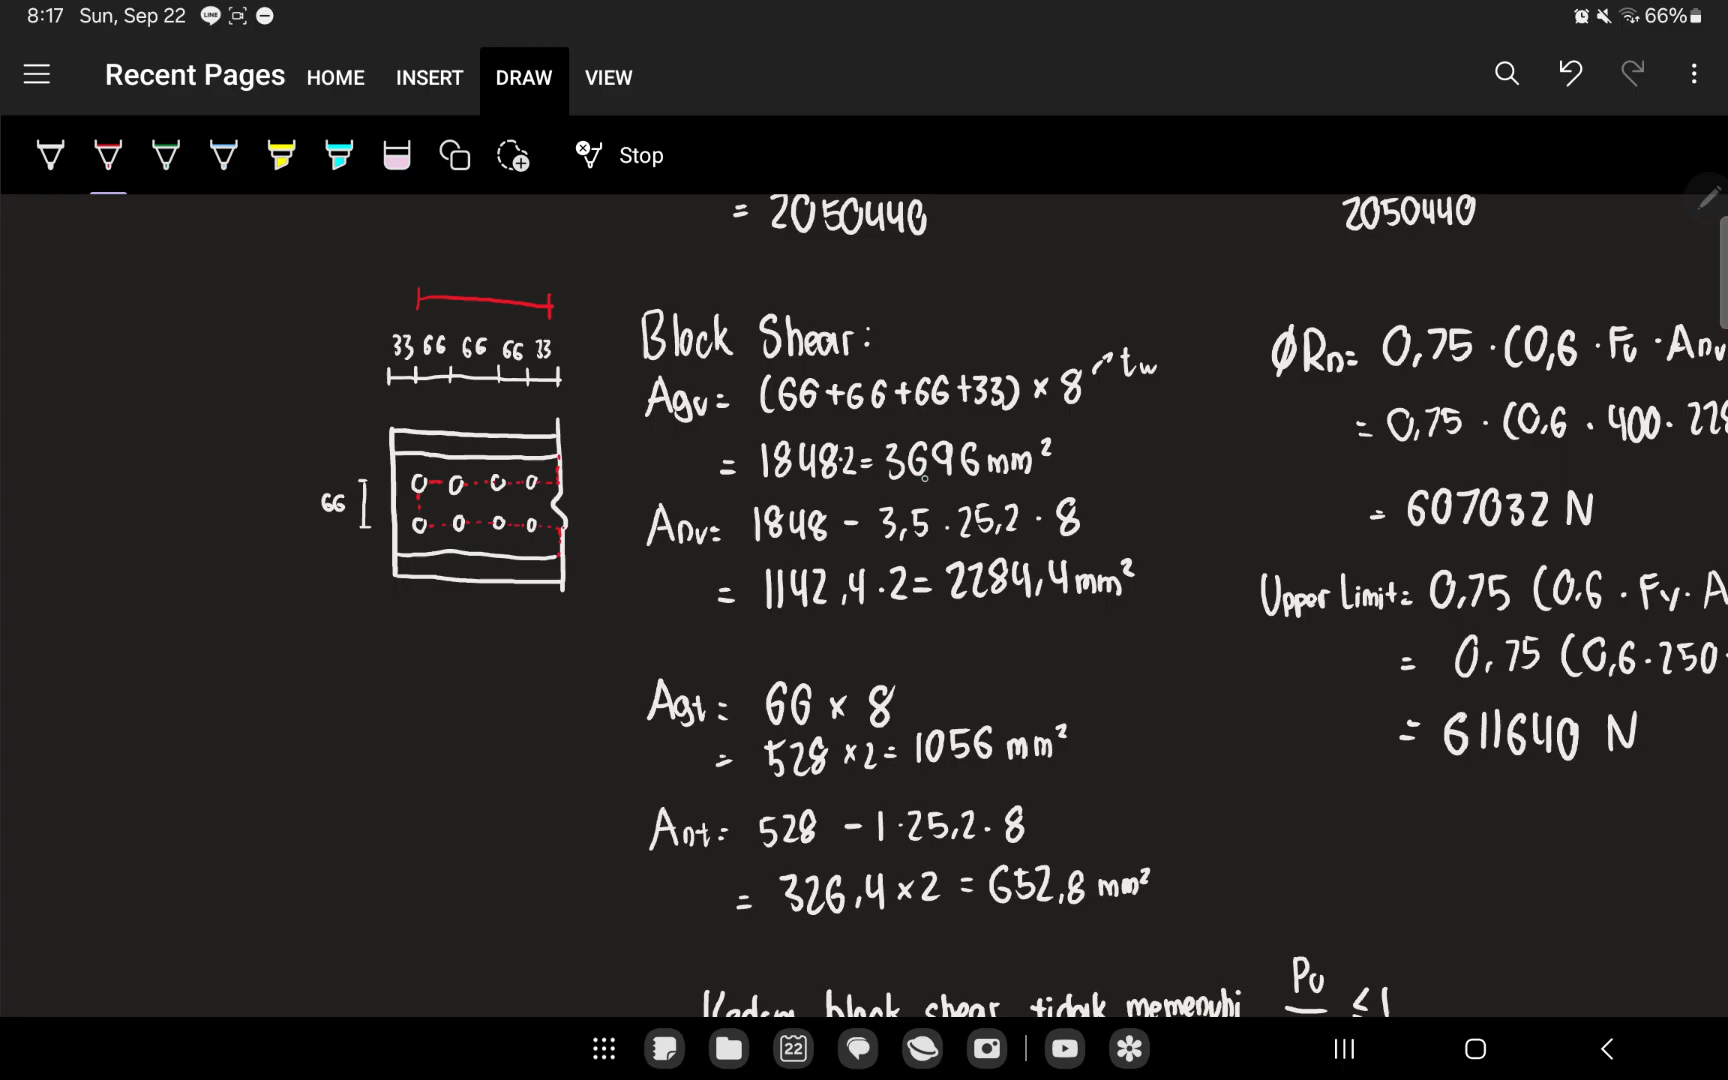 8:17 Sun, Sep 22 LINE 66%
Recent Pages HOME INSERT DRAW VIEW
Stop
= 2050440
2050440
33 66 66 66 33
66
Block Shear:
Agv = (66+66+66+33) × 8 tw
= 1848·2 = 3696 mm²
Anv = 1848 - 3,5 · 25,2 · 8
= 1142,4 · 2 = 2284,4 mm²
Agt = 66 × 8
= 528 × 2 = 1056 mm²
Ant = 528 - 1·25,2·8
= 326,4 × 2 = 652,8 mm²
ØRn = 0,75 · (0,6 · Fu · Anv
= 0,75 · (0,6 · 400 · 228
= 607032 N
Upper Limit = 0,75 (0.6 · Fy · A
= 0,75 (0,6·250·
= 611640 N
block shear tidak memenuhi Pu ≤ 1
22